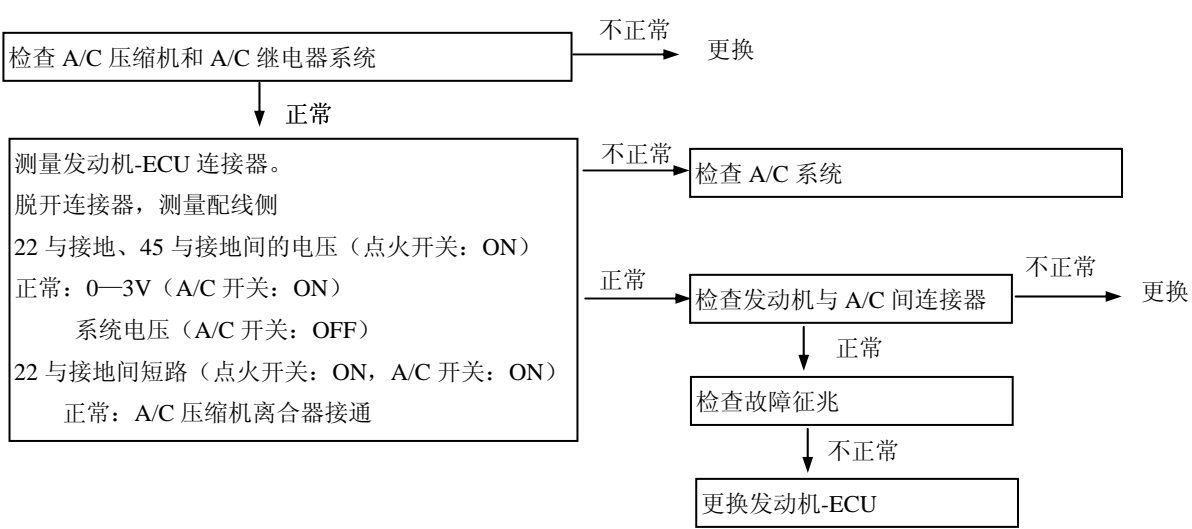 不正常
检查 A/C 压缩机和 A/C 继电器系统
更换
正常
测量发动机-ECU 连接器。
脱开连接器，测量配线侧
22 与接地、45 与接地间的电压（点火开关：ON）
正常：0—3V（A/C 开关：ON）
系统电压（A/C 开关：OFF）
22 与接地间短路（点火开关：ON，A/C 开关：ON）
正常：A/C 压缩机离合器接通
不正常
检查 A/C 系统
正常
检查发动机与 A/C 间连接器
不正常
更换
正常
检查故障征兆
不正常
更换发动机-ECU